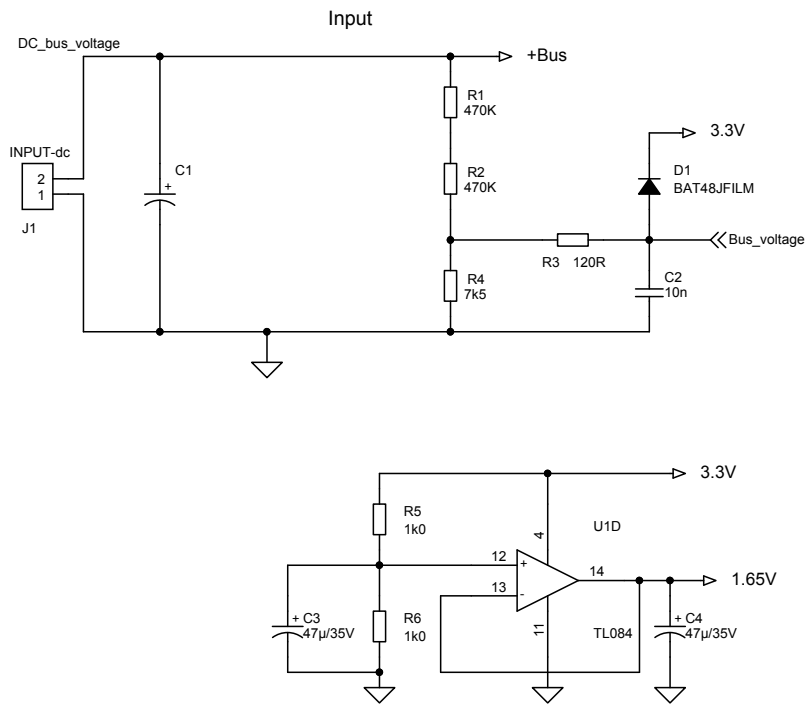 Input
DC_bus_voltage
+Bus
R1
470K
3.3V
INPUT-dc
C1
+
R2
470K
D1
BAT48JFILM
2
1
J1
Bus_voltage
R3 120R
R4
7k5
C2
10n
3.3V
R5
1k0
4
U1D
12
+
14
1.65V
13
-
+ C3
47µ/35V
R6
1k0
11
TL084
+ C4
47µ/35V